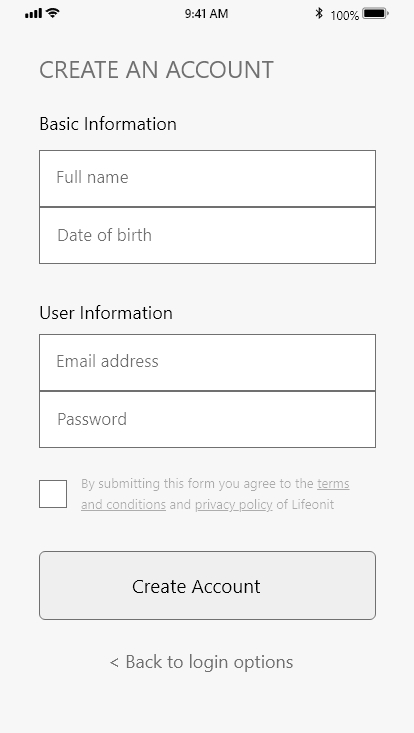 9:41 AM
100%
CREATE AN ACCOUNT
Basic Information
Full name
Date of birth
User Information
Email address
Password
By submitting this form you agree to the terms
and conditions and privacy policy of Lifeonit
Create Account
< Back to login options